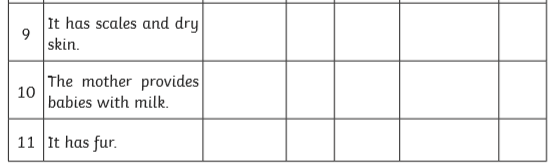 9 It has scales and dry
skin.
10 The mother provides
babies with milk.
11 It has fur.